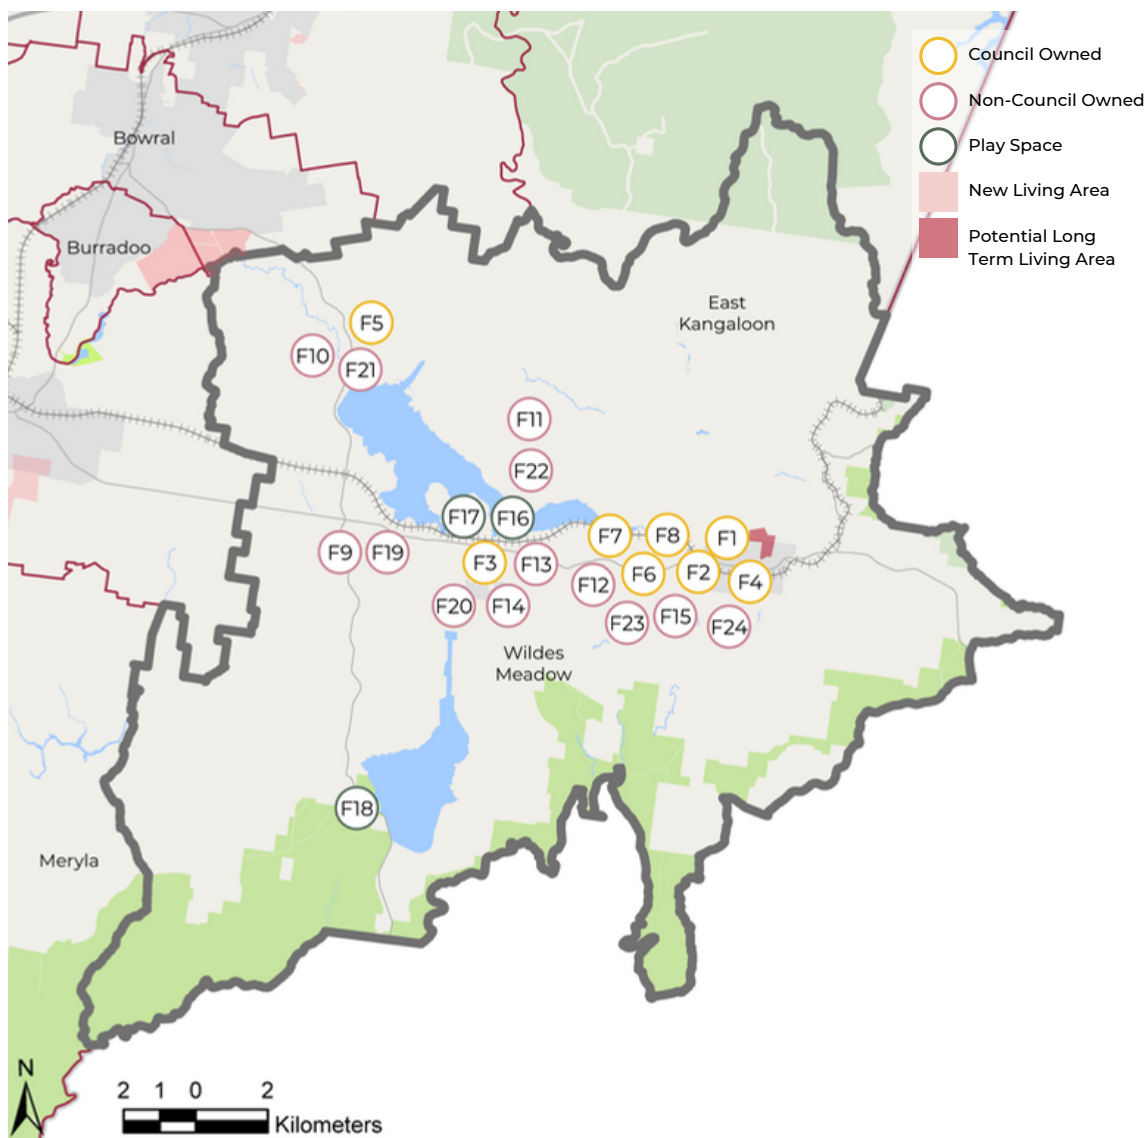 Council Owned
Non-Council Owned
Play Space
New Living Area
Potential Long
Term Living Area
Bowral
Burradoo
East
Kangaloon
F5
F10
F21
F11
F22
F17
F16
F7
F8
F1
F9
F19
F3
F13
F12
F6
F2
F4
F20
F14
F23
F15
F24
Wildes
Meadow
F18
Meryla
N
2 1 0 2
Kilometers